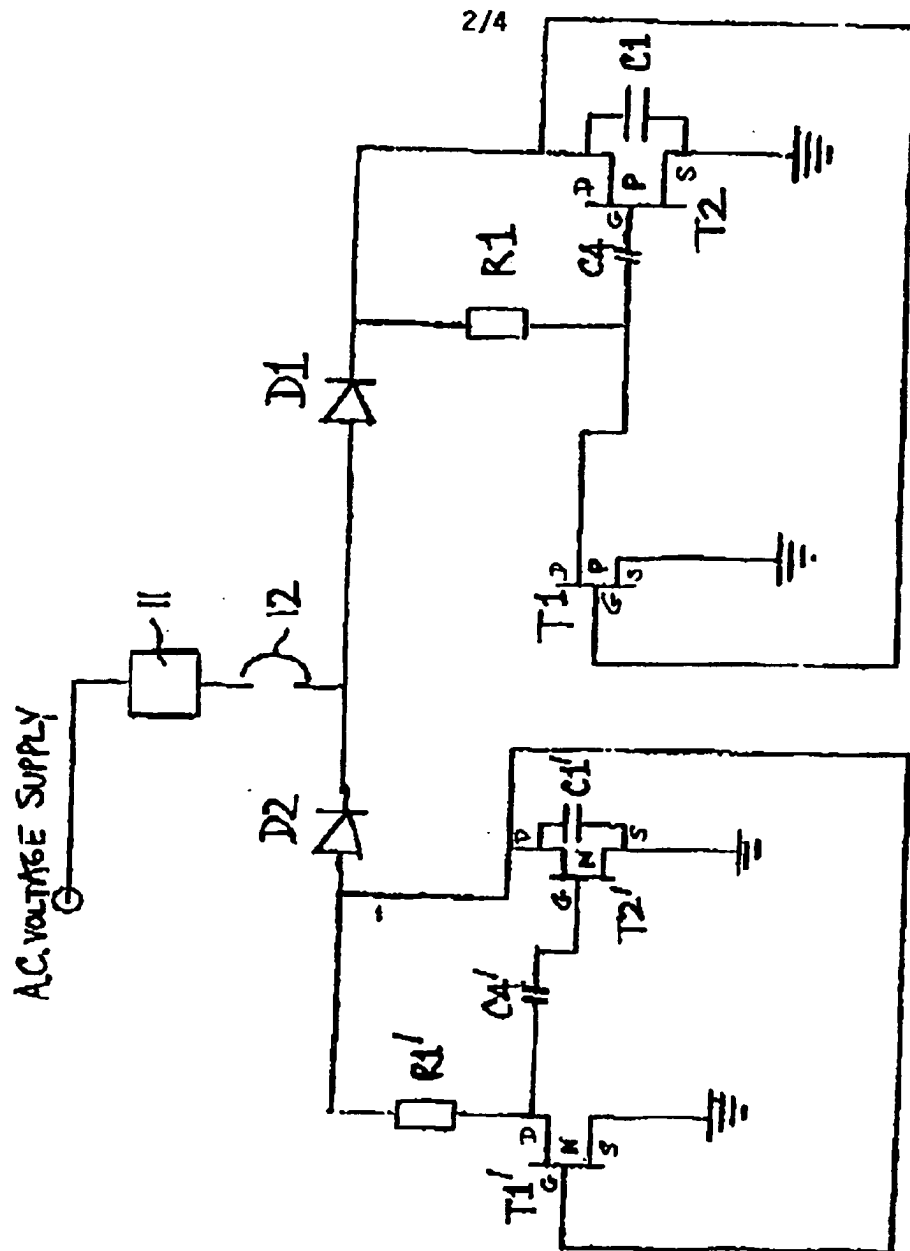 2/4
A.C. VOLTAGE SUPPLY
11
12
D2
D1
R1'
C4'
T1'
G
D
N
S
T2'
G
D
N
S
C1'
R1
C4
T1
D
P
G
S
T2
D
G
P
S
C1